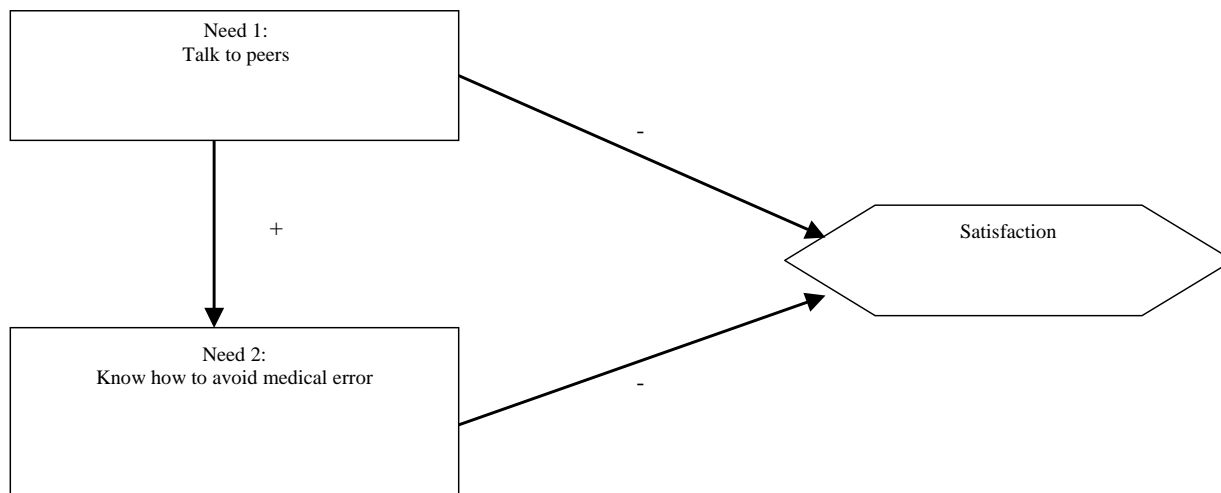 Need 1:
Talk to peers
-
+
Satisfaction
Need 2:
Know how to avoid medical error
-